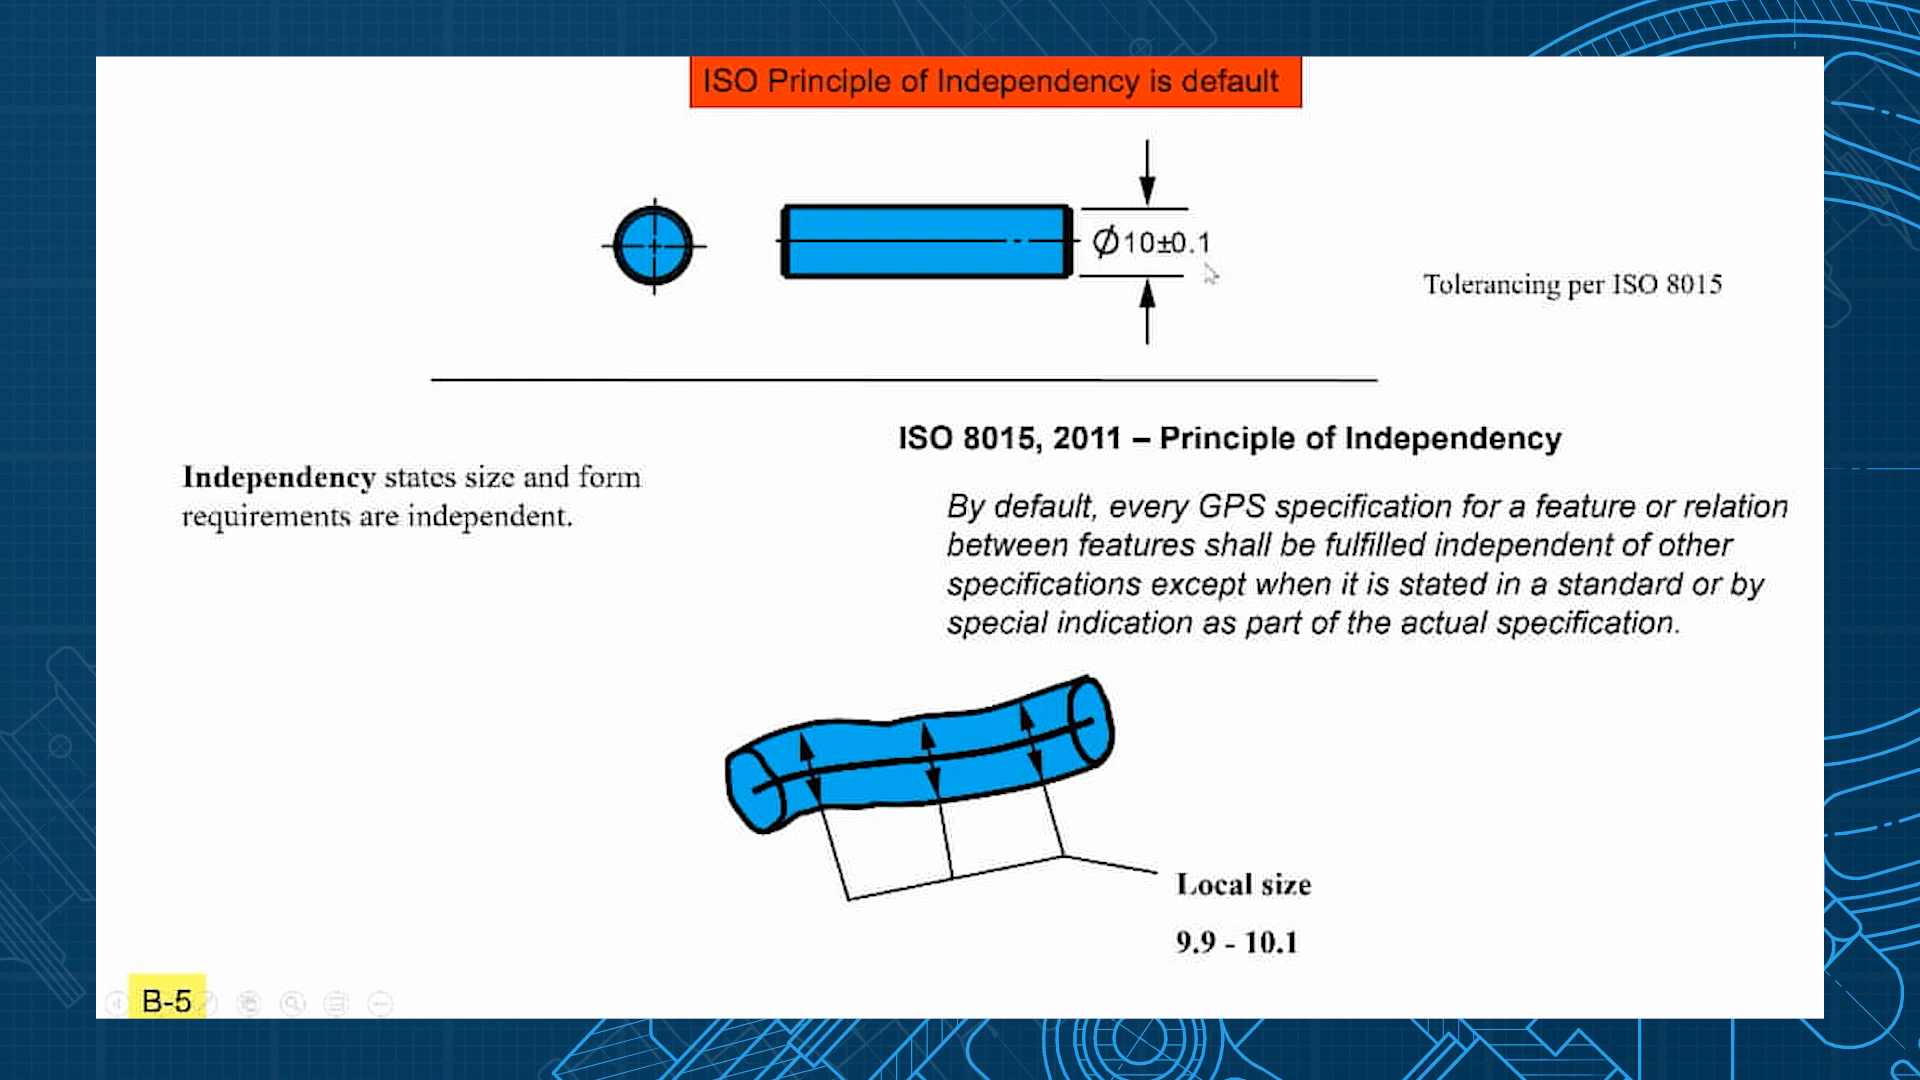 ISO Principle of Independency is default
Ø10±0.1
Tolerancing per ISO 8015
ISO 8015, 2011 – Principle of Independency
Independency states size and form
requirements are independent.
By default, every GPS specification for a feature or relation
between features shall be fulfilled independent of other
specifications except when it is stated in a standard or by
special indication as part of the actual specification.
Local size
9.9 - 10.1
B-5